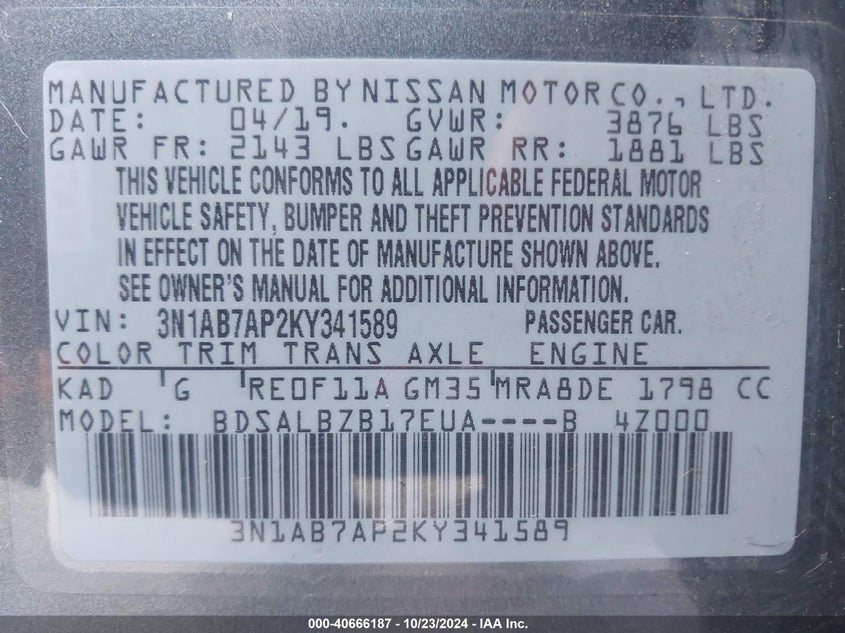 MANUFACTURED BY NISSAN MOTOR CO., LTD.
DATE: 04/19. GVWR: 3876 LBS
GAWR FR: 2143 LBS GAWR RR: 1881 LBS
THIS VEHICLE CONFORMS TO ALL APPLICABLE FEDERAL MOTOR
VEHICLE SAFETY, BUMPER AND THEFT PREVENTION STANDARDS
IN EFFECT ON THE DATE OF MANUFACTURE SHOWN ABOVE.
SEE OWNER'S MANUAL FOR ADDITIONAL INFORMATION.
VIN: 3N1AB7AP2KY341589 PASSENGER CAR.
COLOR TRIM TRANS AXLE ENGINE
KAD G RE0F11A GM35 MRA8DE 1798 CC
MODEL: BDSALBZB17EUA----B 4Z000
3N1AB7AP2KY341589
000-40666187 - 10/23/2024 - IAA Inc.